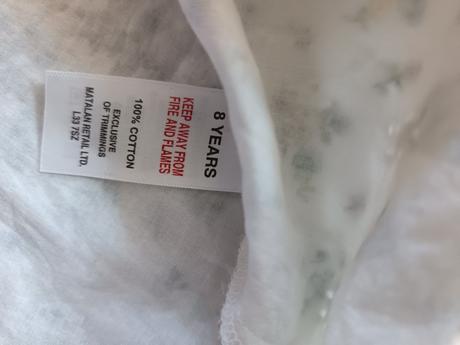 8 YEARS
KEEP AWAY FROM
FIRE AND FLAMES
100% COTTON
EXCLUSIVE
OF TRIMMINGS
MATALAN RETAIL LTD.
L33 7SZ